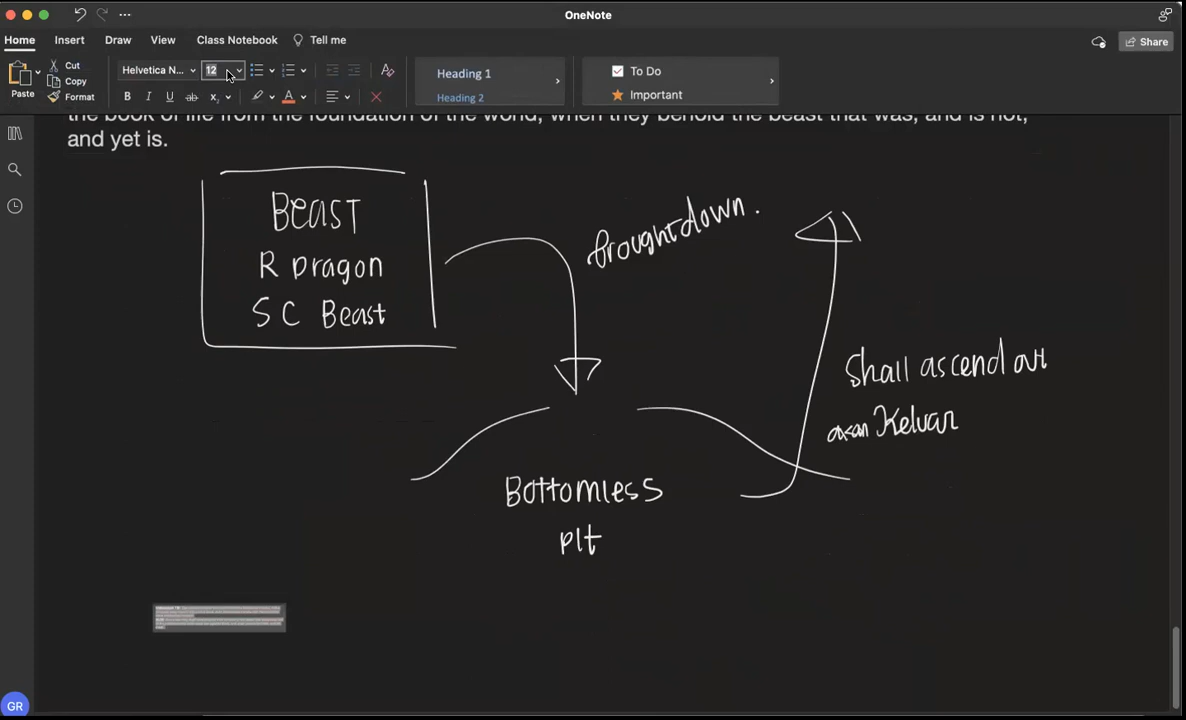 OneNote
Home Insert Draw View Class Notebook Tell me
Share
Paste
Cut
Copy
Format
Helvetica N...
12
B I U ab x
A
Heading 1
Heading 2
To Do
Important
the book of life from the foundation of the world, when they behold the beast that was, and is not,
and yet is.
BEAST
R Dragon
S C Beast
brought down.
Shall ascend out
akan Keluar
Bottomless
pit
GR